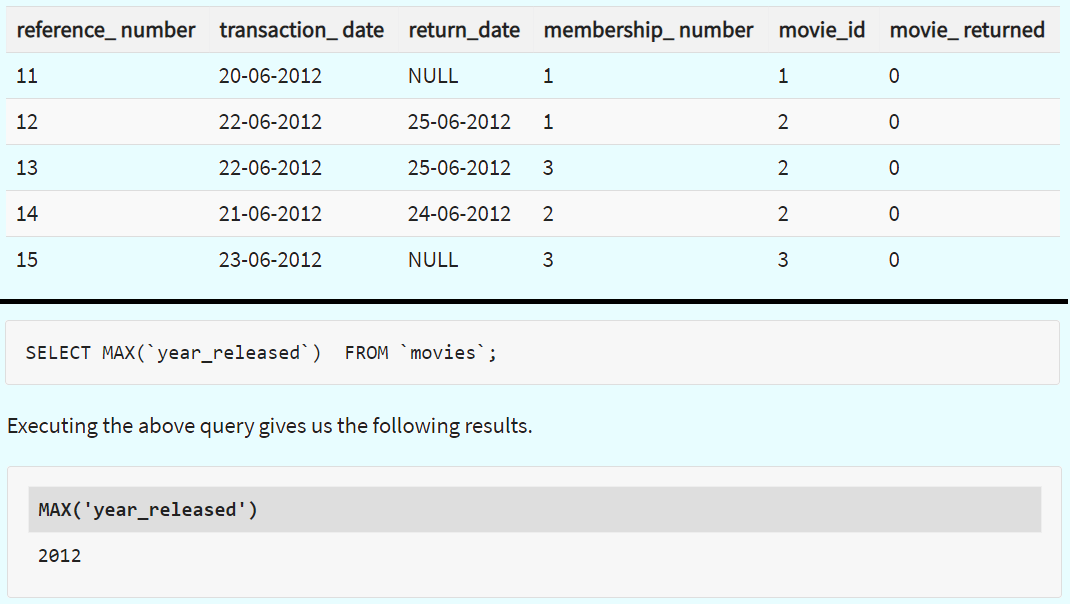 reference_ number transaction_ date return_date membership_ number movie_id movie_ returned
11 20-06-2012 NULL 1 1 0
12 22-06-2012 25-06-2012 1 2 0
13 22-06-2012 25-06-2012 3 2 0
14 21-06-2012 24-06-2012 2 2 0
15 23-06-2012 NULL 3 3 0
SELECT MAX(`year_released`)  FROM `movies`;
Executing the above query gives us the following results.
MAX('year_released')
2012